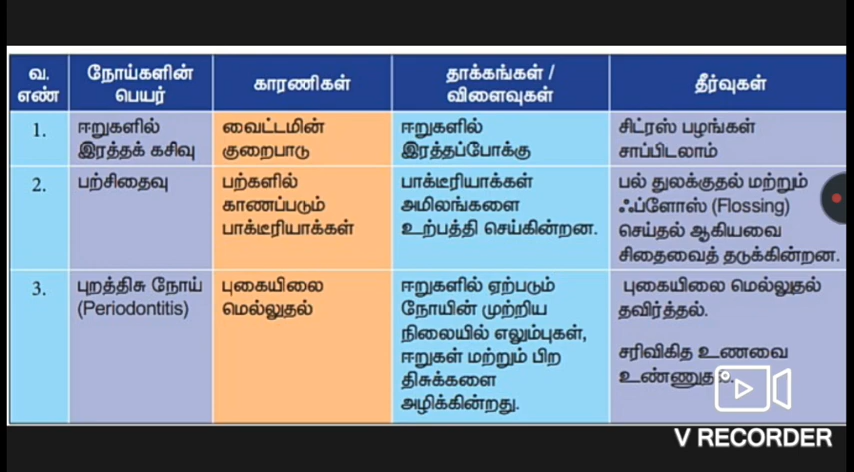 வ. எண்
நோய்களின் பெயர்
காரணிகள்
தாக்கங்கள் / விளைவுகள்
தீர்வுகள்
1.
ஈறுகளில்
இரத்தக் கசிவு
வைட்டமின்
குறைபாடு
ஈறுகளில்
இரத்தப்போக்கு
சிட்ரஸ் பழங்கள்
சாப்பிடலாம்
2.
பற்சிதைவு
பற்களில்
காணப்படும்
பாக்டீரியாக்கள்
பாக்டீரியாக்கள்
அமிலங்களை
உற்பத்தி செய்கின்றன.
பல் துலக்குதல் மற்றும்
ஃப்ளோஸ் (Flossing)
செய்தல் ஆகியவை
சிதைவைத் தடுக்கின்றன.
3.
புறத்திசு நோய்
(Periodontitis)
புகையிலை
மெல்லுதல்
ஈறுகளில் ஏற்படும்
நோயின் முற்றிய
நிலையில் எலும்புகள்,
ஈறுகள் மற்றும் பிற
திசுக்களை
அழிக்கின்றது.
புகையிலை மெல்லுதல்
தவிர்த்தல்.
சரிவிகித உணவை
உண்ணுதல்.
V RECORDER